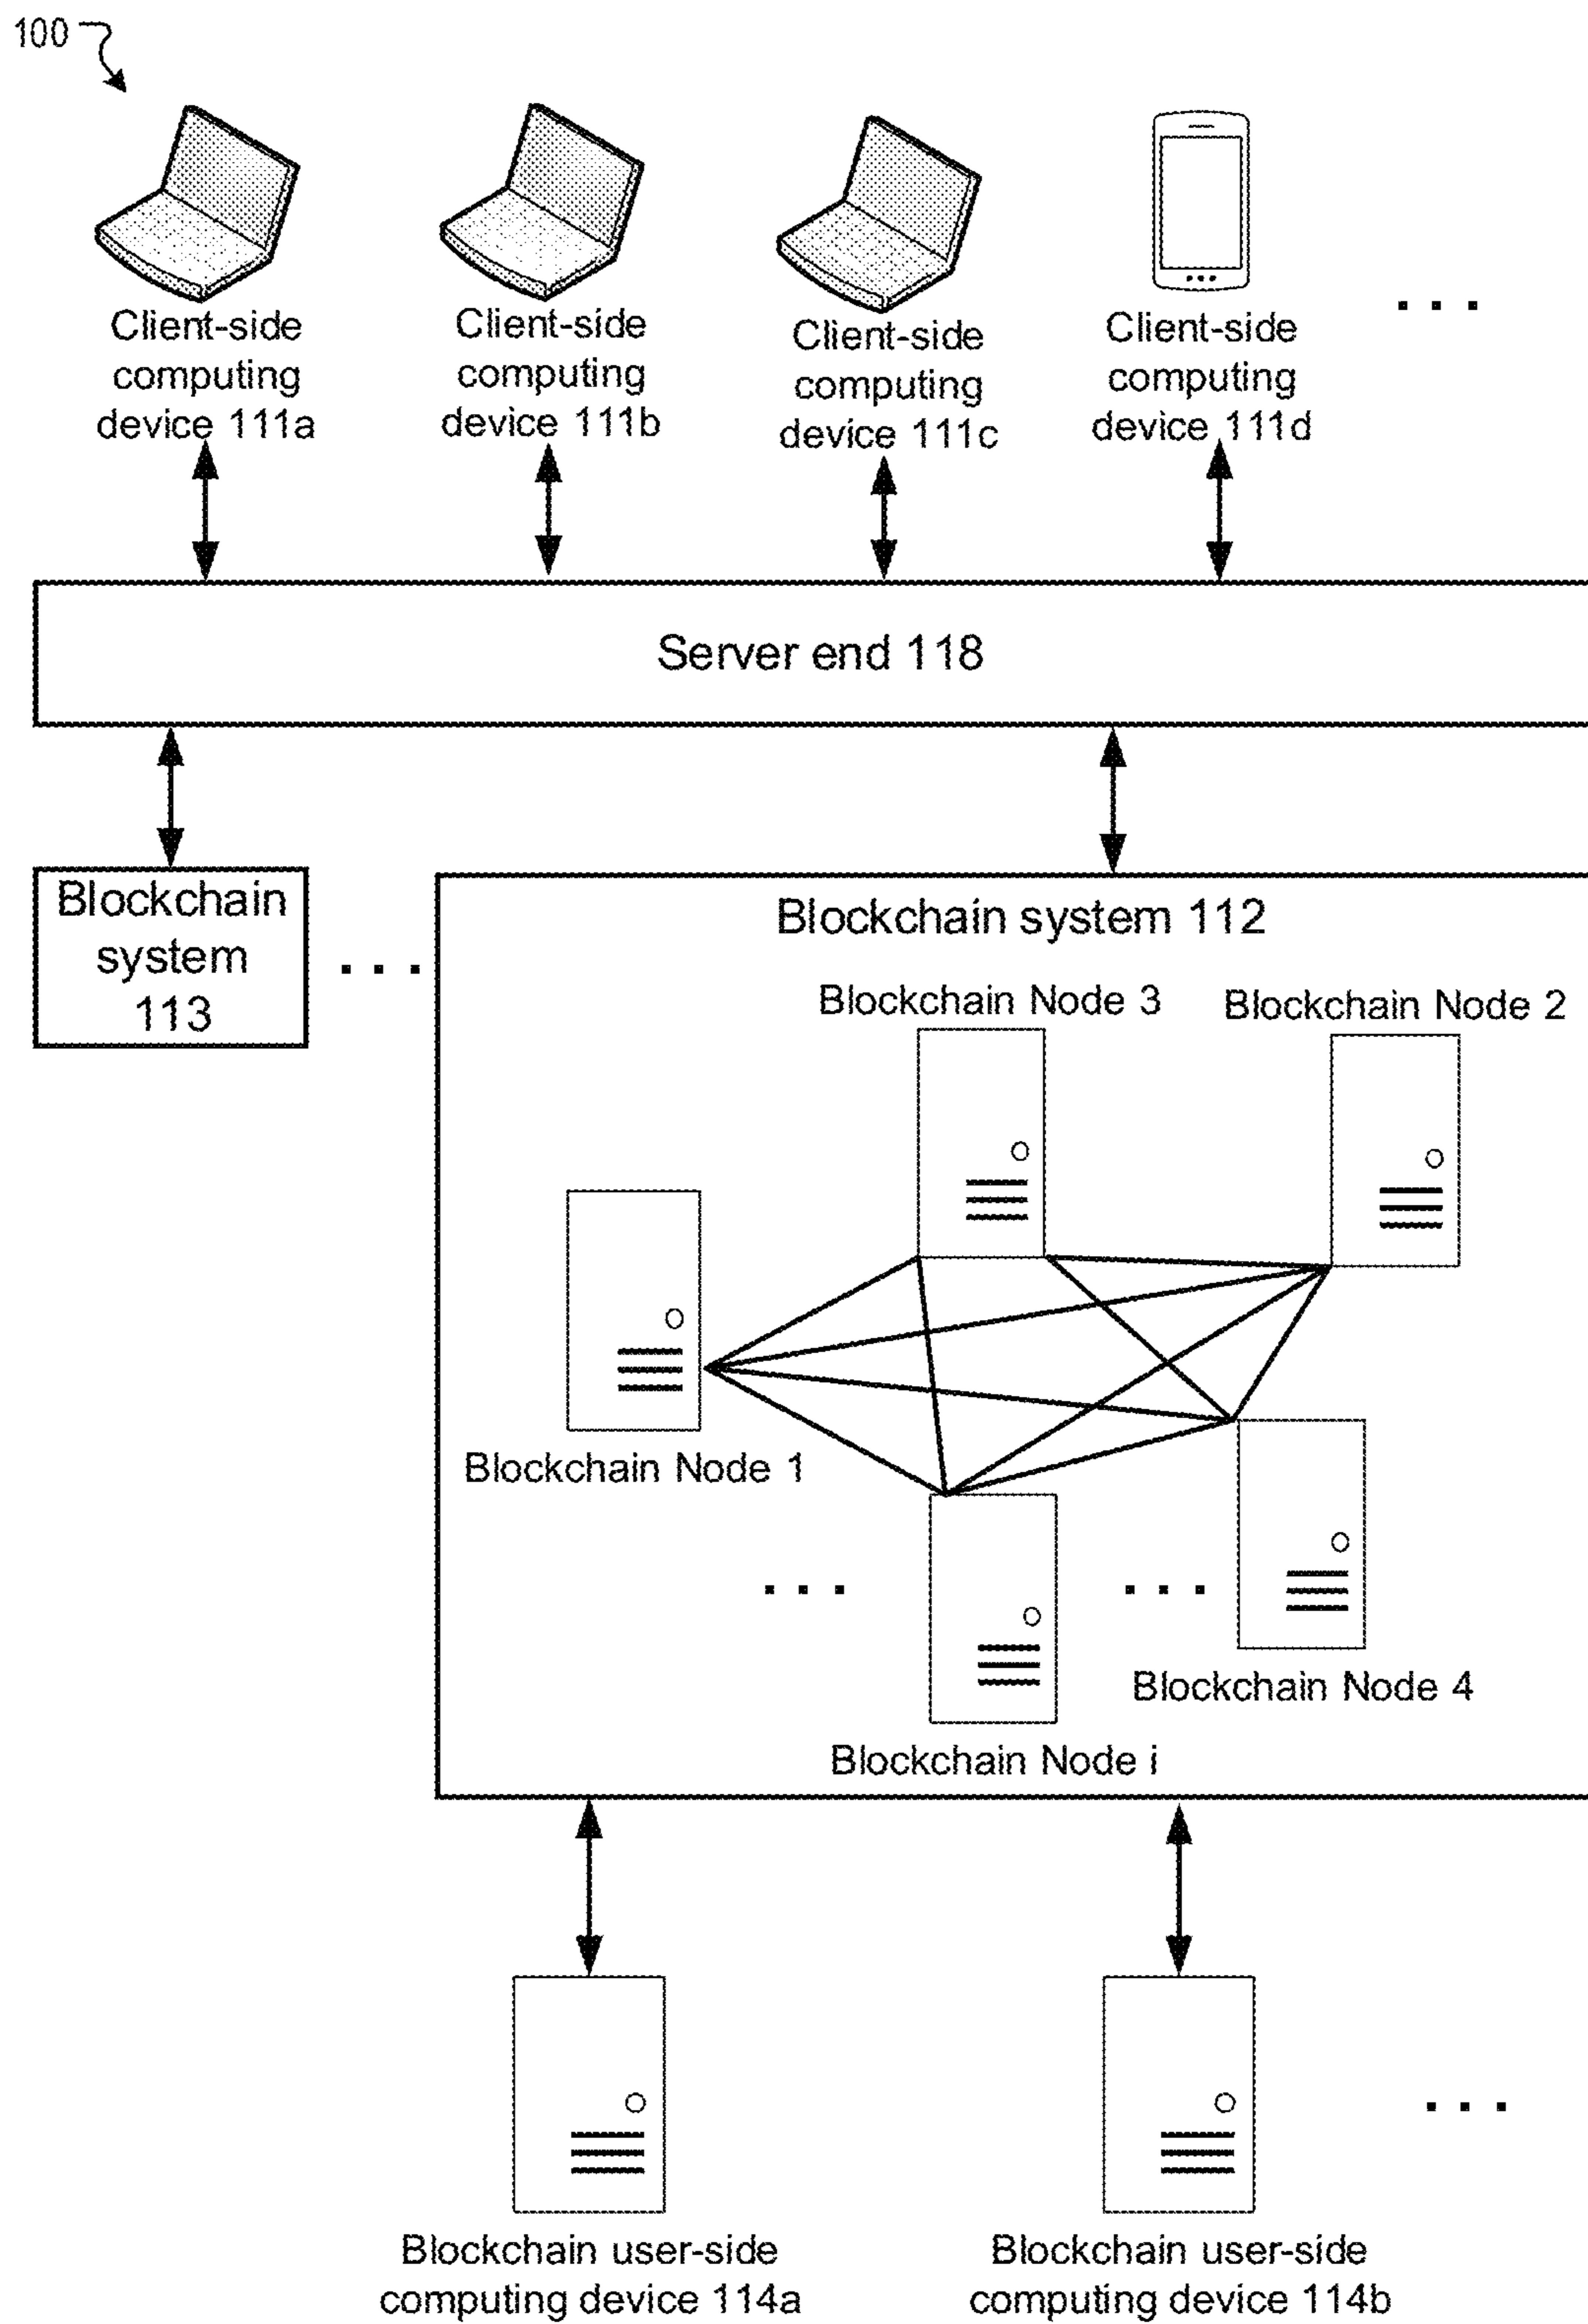 100
Client-side
computing
device 111a
Client-side
computing
device 111b
Client-side
computing
device 111c
Client-side
computing
device 111d
. . .
Server end 118
Blockchain
system
113
. . .
Blockchain system 112
Blockchain Node 3
Blockchain Node 2
Blockchain Node 1
. . .
. . .
Blockchain Node 4
Blockchain Node i
. . .
Blockchain user-side
computing device 114a
Blockchain user-side
computing device 114b